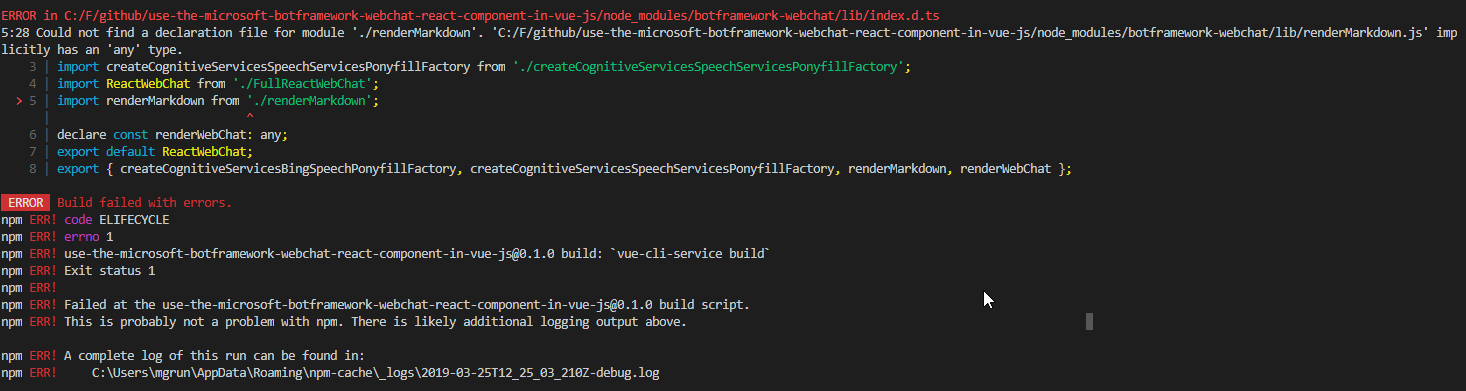 ERROR in C:/F/github/use-the-microsoft-botframework-webchat-react-component-in-vue-js/node_modules/botframework-webchat/lib/index.d.ts
5:28 Could not find a declaration file for module './renderMarkdown'. 'C:/F/github/use-the-microsoft-botframework-webchat-react-component-in-vue-js/node_modules/botframework-webchat/lib/renderMarkdown.js' imp
licitly has an 'any' type.
    3 | import createCognitiveServicesSpeechServicesPonyfillFactory from './createCognitiveServicesSpeechServicesPonyfillFactory';
    4 | import ReactWebChat from './FullReactWebChat';
  > 5 | import renderMarkdown from './renderMarkdown';
      |                            ^
    6 | declare const renderWebChat: any;
    7 | export default ReactWebChat;
    8 | export { createCognitiveServicesBingSpeechPonyfillFactory, createCognitiveServicesSpeechServicesPonyfillFactory, renderMarkdown, renderWebChat };
ERROR Build failed with errors.
npm ERR! code ELIFECYCLE
npm ERR! errno 1
npm ERR! use-the-microsoft-botframework-webchat-react-component-in-vue-js@0.1.0 build: `vue-cli-service build`
npm ERR! Exit status 1
npm ERR!
npm ERR! Failed at the use-the-microsoft-botframework-webchat-react-component-in-vue-js@0.1.0 build script.
npm ERR! This is probably not a problem with npm. There is likely additional logging output above.
npm ERR! A complete log of this run can be found in:
npm ERR!     C:\Users\mgrun\AppData\Roaming\npm-cache\_logs\2019-03-25T12_25_03_210Z-debug.log